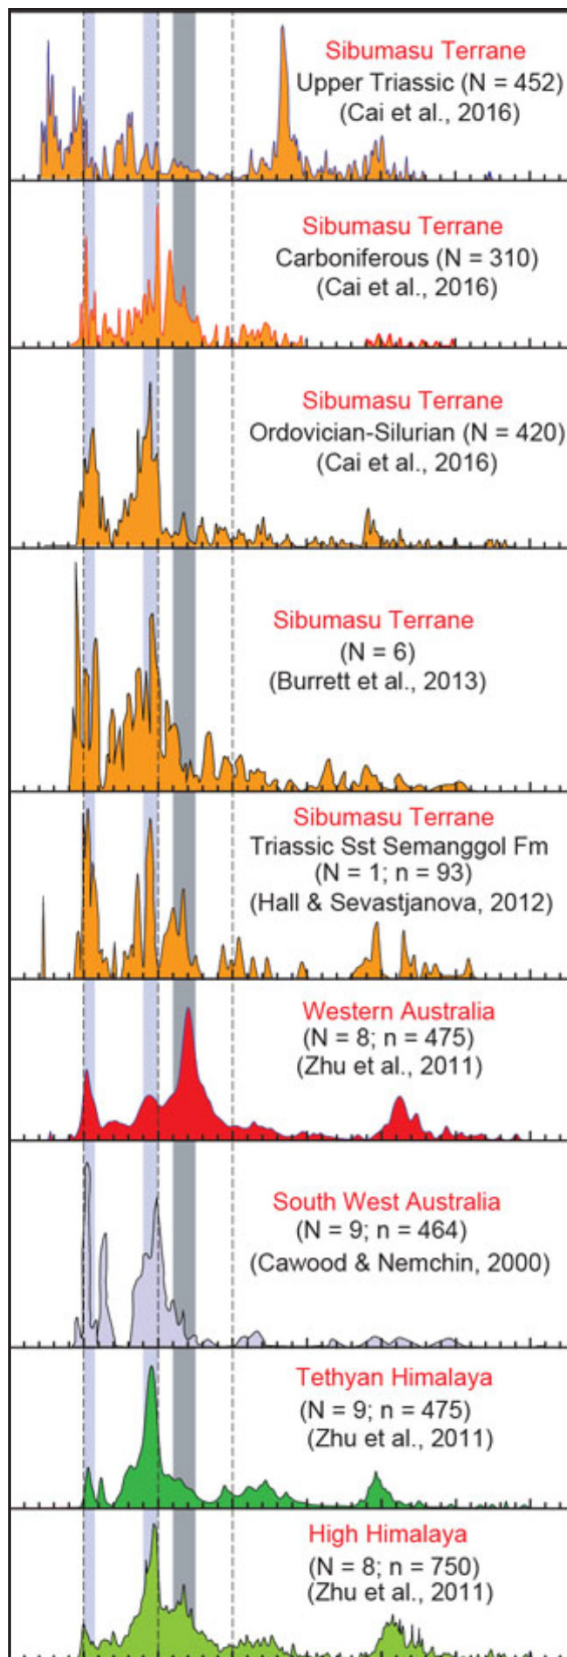 Sibumasu Terrane
Upper Triassic (N = 452)
(Cai et al., 2016)
Sibumasu Terrane
Carboniferous (N = 310)
(Cai et al., 2016)
Sibumasu Terrane
Ordovician-Silurian (N = 420)
(Cai et al., 2016)
Sibumasu Terrane
(N = 6)
(Burrett et al., 2013)
Sibumasu Terrane
Triassic Sst Semanggol Fm
(N = 1; n = 93)
(Hall & Sevastjanova, 2012)
Western Australia
(N = 8; n = 475)
(Zhu et al., 2011)
South West Australia
(N = 9; n = 464)
(Cawood & Nemchin, 2000)
Tethyan Himalaya
(N = 9; n = 475)
(Zhu et al., 2011)
High Himalaya
(N = 8; n = 750)
(Zhu et al., 2011)